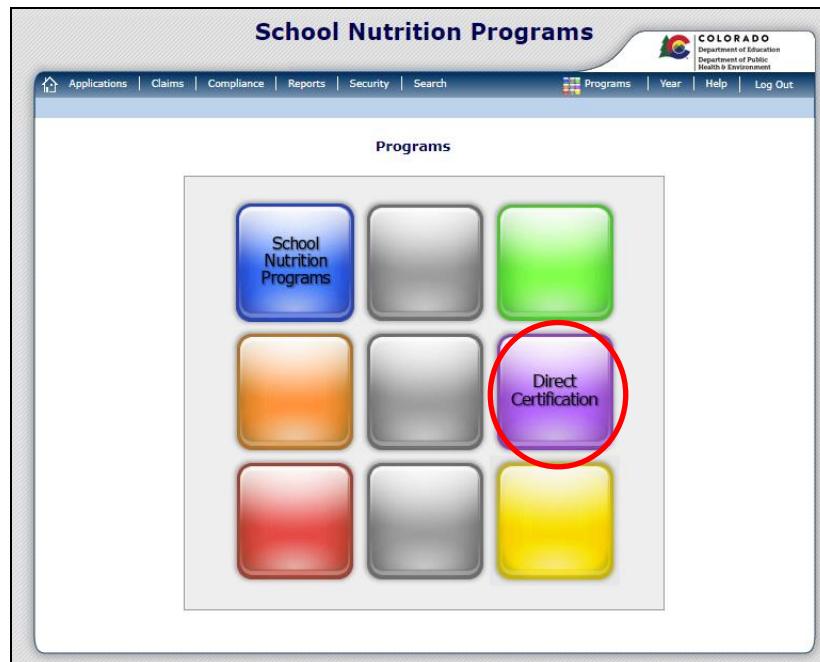 School Nutrition Programs
COLORADO
Department of Education
Department of Public
Health & Environment
Applications | Claims | Compliance | Reports | Security | Search
Programs | Year | Help | Log Out
Programs
School
Nutrition
Programs
Direct
Certification